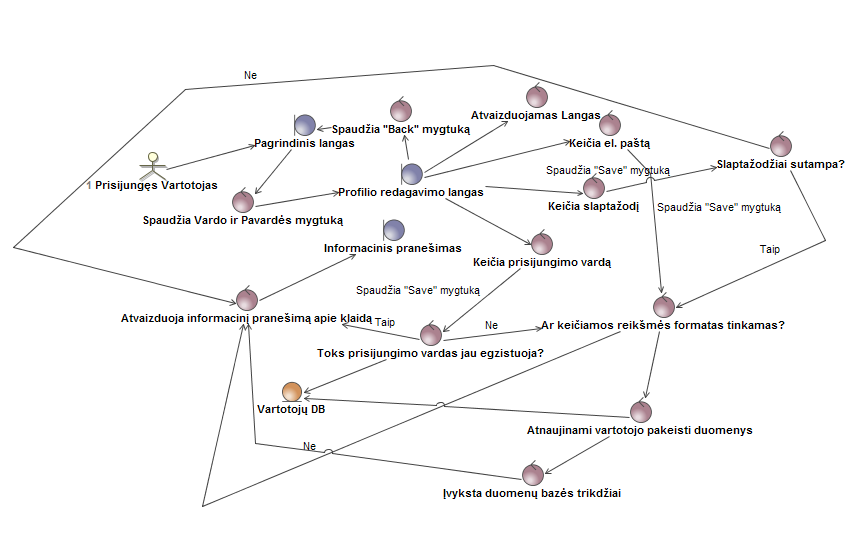 Ne
Atvaizduojamas Langas
Spaudžia "Back" mygtuką
Pagrindinis langas
Keičia el. paštą
Slaptažodžiai sutampa?
Spaudžia "Save" mygtuką
1 Prisijungęs Vartotojas
Profilio redagavimo langas
Keičia slaptažodį
Spaudžia "Save" mygtuką
Spaudžia Vardo ir Pavardės mygtuką
Informacinis pranešimas
Taip
Keičia prisijungimo vardą
Spaudžia "Save" mygtuką
Atvaizduoja informacinį pranešimą apie klaidą
Taip
Ne
Ar keičiamos reikšmės formatas tinkamas?
Toks prisijungimo vardas jau egzistuoja?
Vartotojų DB
Atnaujinami vartotojo pakeisti duomenys
Ne
Įvyksta duomenų bazės trikdžiai